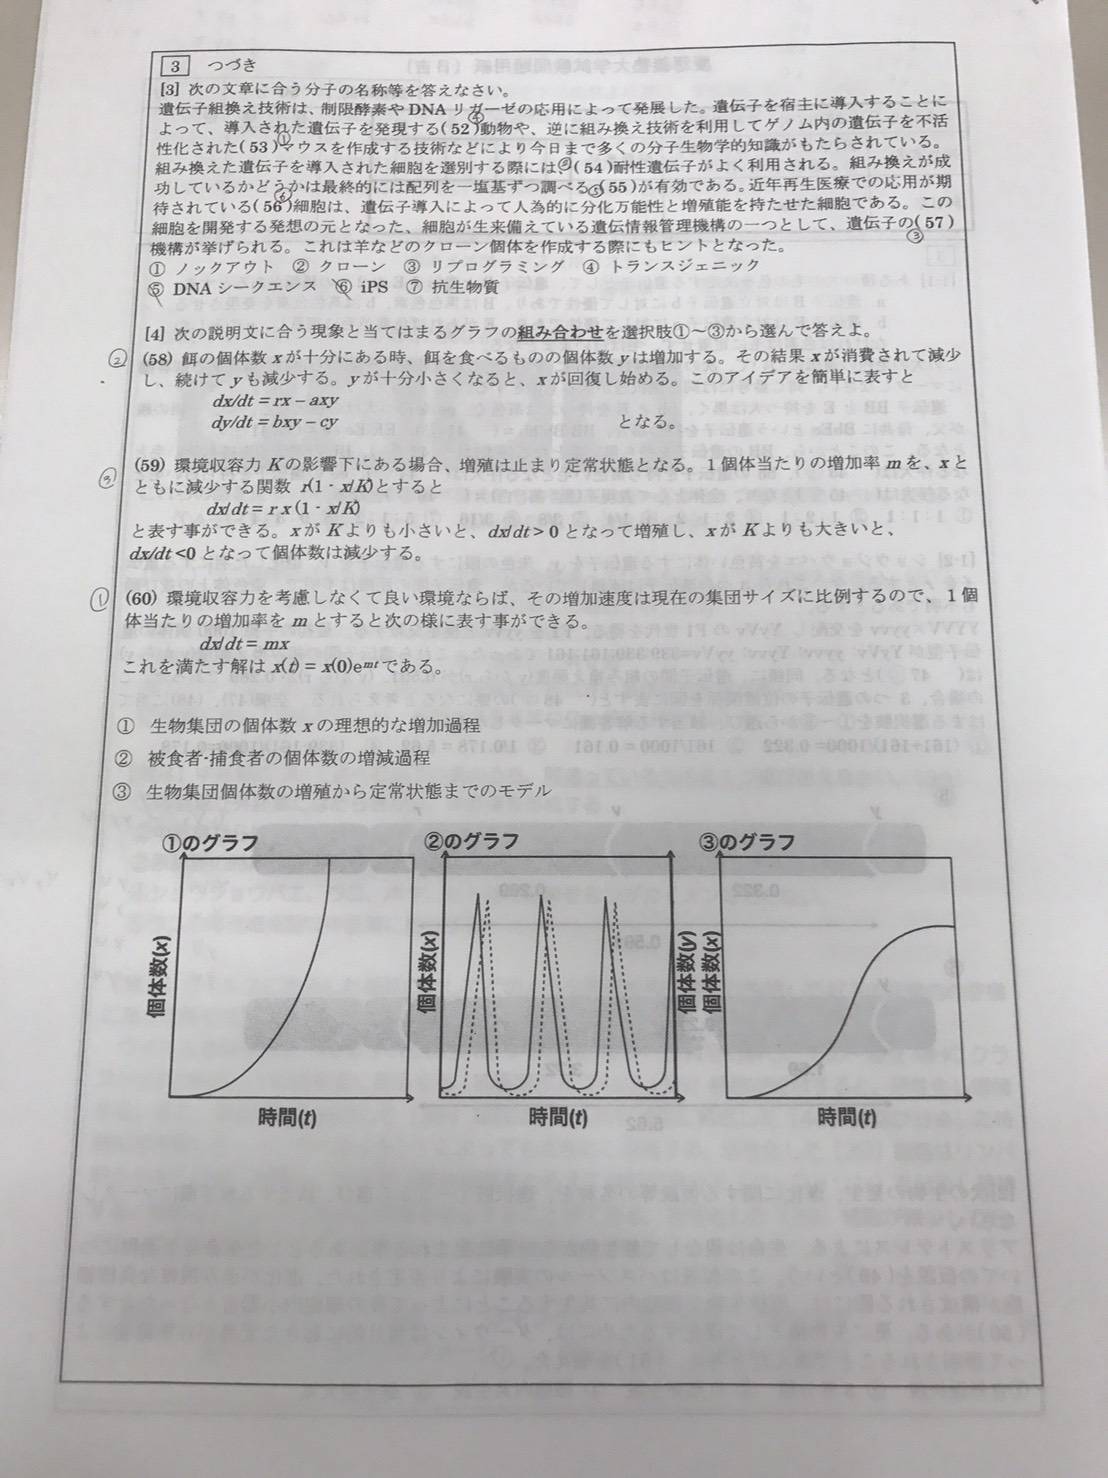 3 つづき
[3] 次の文章に合う分子の名称等を答えなさい。
遺伝子組換え技術は、制限酵素や DNA リガーゼの応用によって発展した。遺伝子を宿主に導入することに
よって、導入された遺伝子を発現する( 52 )動物や、逆に組み換え技術を利用してゲノム内の遺伝子を不活
④
性化された( 53 )マウスを作成する技術などにより今日まで多くの分子生物学的知識がもたらされている。
①
組み換えた遺伝子を導入された細胞を選別する際には、( 54 )耐性遺伝子がよく利用される。組み換えが成
功しているかどうかは最終的には配列を一塩基ずつ調べる( 55 )が有効である。近年再生医療での応用が期
⑤
待されている( 56 )細胞は、遺伝子導入によって人為的に分化万能性と増殖能を持たせた細胞である。この
⑥
細胞を開発する発想の元となった、細胞が生来備えている遺伝情報管理機構の一つとして、遺伝子の( 57 )
③
機構が挙げられる。これは羊などのクローン個体を作成する際にもヒントとなった。
① ノックアウト ② クローン ③ リプログラミング ④ トランスジェニック
⑤ DNA シークエンス ⑥ iPS ⑦ 抗生物質
[4] 次の説明文に合う現象と当てはまるグラフの組み合わせを選択肢①～③から選んで答えよ。
② (58) 餌の個体数 x が十分にある時、餌を食べるものの個体数 y は増加する。その結果 x が消費されて減少
し、続けて y も減少する。y が十分小さくなると、x が回復し始める。このアイデアを簡単に表すと
dx/dt = rx – axy
dy/dt = bxy – cy となる。
③ (59) 環境収容力 K の影響下にある場合、増殖は止まり定常状態となる。1 個体当たりの増加率 m を、x と
ともに減少する関数 r(1 - x/K)とすると
dx/dt = r x (1 - x/K)
と表す事ができる。x が K よりも小さいと、dx/dt > 0 となって増殖し、x が K よりも大きいと、
dx/dt <0 となって個体数は減少する。
① (60) 環境収容力を考慮しなくて良い環境ならば、その増加速度は現在の集団サイズに比例するので、1 個
体当たりの増加率を m とすると次の様に表す事ができる。
dx/dt = mx
これを満たす解は x(t) = x(0)eᵐᵗ である。
① 生物集団の個体数 x の理想的な増加過程
② 被食者-捕食者の個体数の増減過程
③ 生物集団個体数の増殖から定常状態までのモデル
①のグラフ
個体数(x)
時間(t)
②のグラフ
個体数(x)
個体数(y)
時間(t)
③のグラフ
個体数(x)
時間(t)